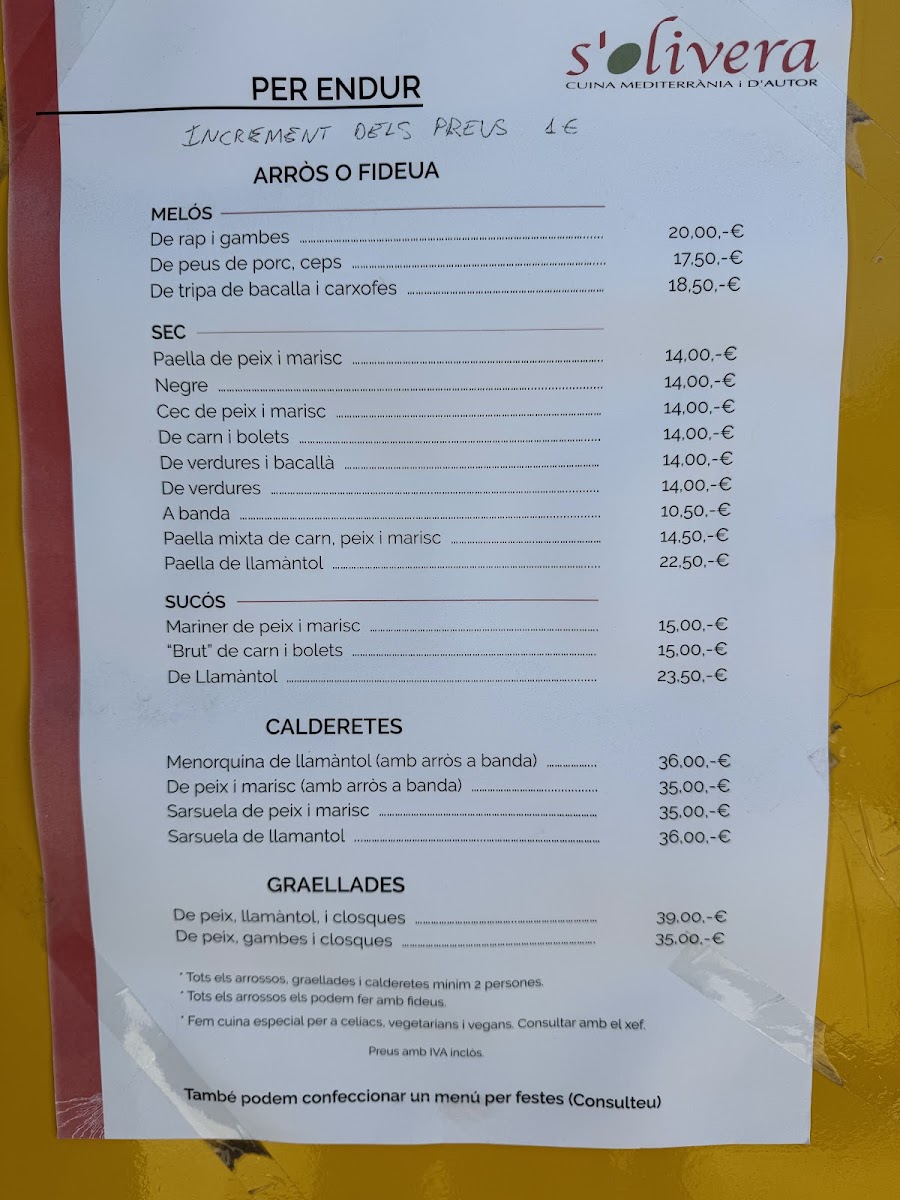 s'olivera
CUINA MEDITERRÀNIA i D'AUTOR
PER ENDUR
INCREMENT DELS PREUS 1€
ARRÒS O FIDEUA
MELÓS
De rap i gambes 20,00,-€
De peus de porc, ceps 17,50,-€
De tripa de bacalla i carxofes 18,50,-€
SEC
Paella de peix i marisc 14,00,-€
Negre 14,00,-€
Cec de peix i marisc 14,00,-€
De carn i bolets 14,00,-€
De verdures i bacallà 14,00,-€
De verdures 14,00,-€
A banda 10,50,-€
Paella mixta de carn, peix i marisc 14,50,-€
Paella de llamàntol 22,50,-€
SUCÓS
Mariner de peix i marisc 15,00,-€
"Brut" de carn i bolets 15,00,-€
De Llamàntol 23,50,-€
CALDERETES
Menorquina de llamàntol (amb arròs a banda) 36,00,-€
De peix i marisc (amb arròs a banda) 35,00,-€
Sarsuela de peix i marisc 35,00,-€
Sarsuela de llamantol 36,00,-€
GRAELLADES
De peix, llamàntol, i closques 39,00,-€
De peix, gambes i closques 35,00,-€
* Tots els arrossos, graellades i calderetes minim 2 persones.
* Tots els arrossos els podem fer amb fideus.
* Fem cuina especial per a celiacs, vegetarians i vegans. Consultar amb el xef.
Preus amb IVA inclòs.
També podem confeccionar un menú per festes (Consulteu)